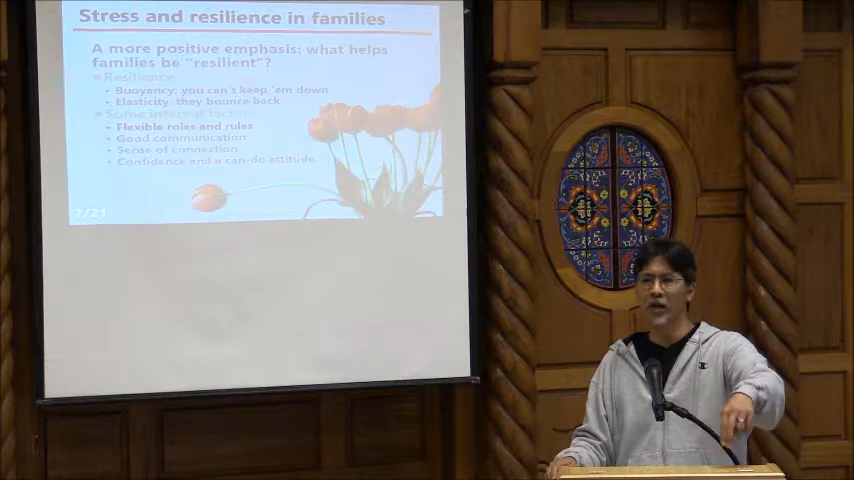 Stress and resilience in families
A more positive emphasis: what helps
families be "resilient"?
Resilience
• Buoyancy: you can't keep 'em down
• Elasticity: they bounce back
Some internal factors
• Flexible roles and rules
• Good communication
• Sense of connection
• Confidence and a can-do attitude
7/21